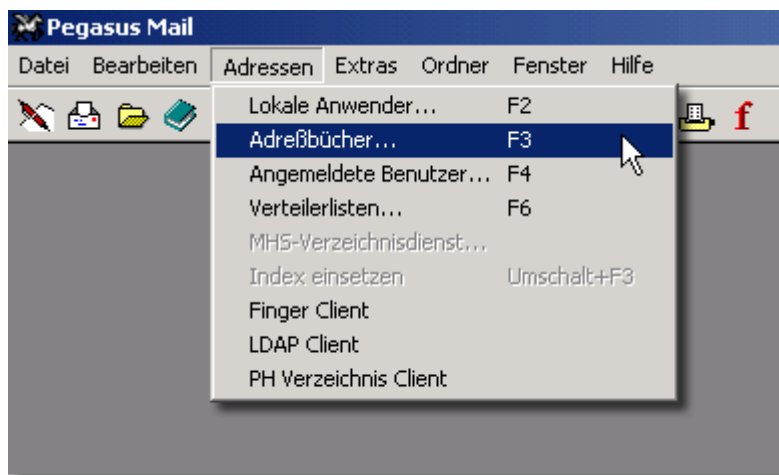 Pegasus Mail
Datei Bearbeiten Adressen Extras Ordner Fenster Hilfe
f
Lokale Anwender... F2
Adreßbücher... F3
Angemeldete Benutzer... F4
Verteilerlisten... F6
MHS-Verzeichnisdienst...
Index einsetzen Umschalt+F3
Finger Client
LDAP Client
PH Verzeichnis Client